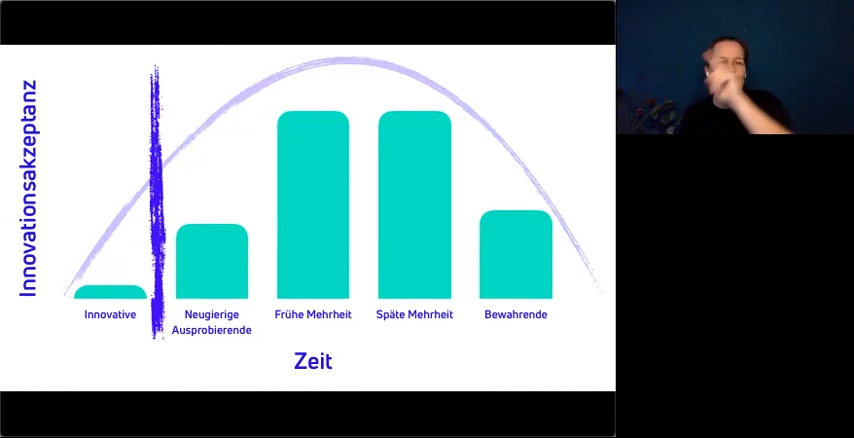 Innovationsakzeptanz
Innovative
Neugierige
Ausprobierende
Frühe Mehrheit
Späte Mehrheit
Bewahrende
Zeit